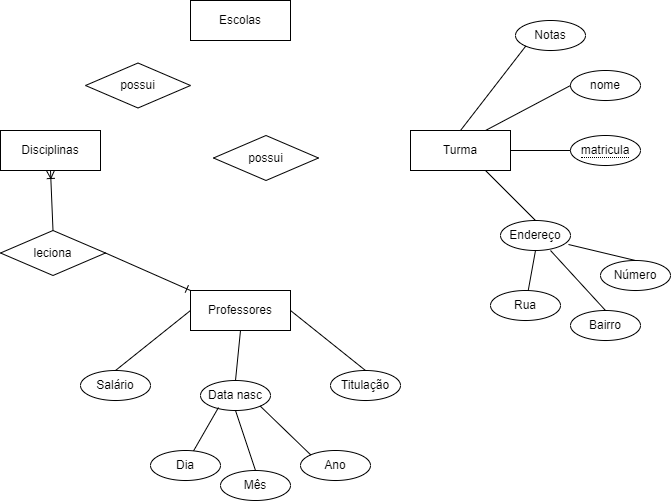 Escolas
Notas
possui
nome
Disciplinas
possui
Turma
matricula
leciona
Endereço
Número
Rua
Professores
Bairro
Salário
Data nasc
Titulação
Dia
Mês
Ano